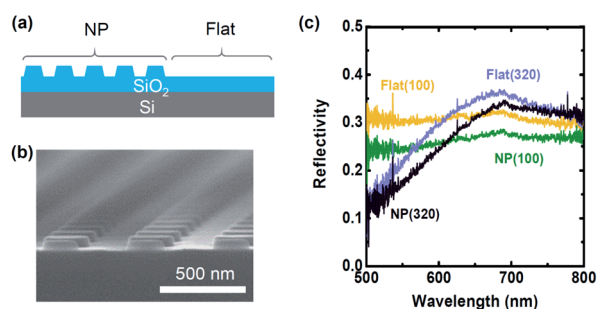 (a)
NP
Flat
SiO2
Si
(b)
500 nm
(c)
Reflectivity
0.5
0.4
0.3
0.2
0.1
0.0
Flat(100)
Flat(320)
NP(100)
NP(320)
500
600
700
800
Wavelength (nm)